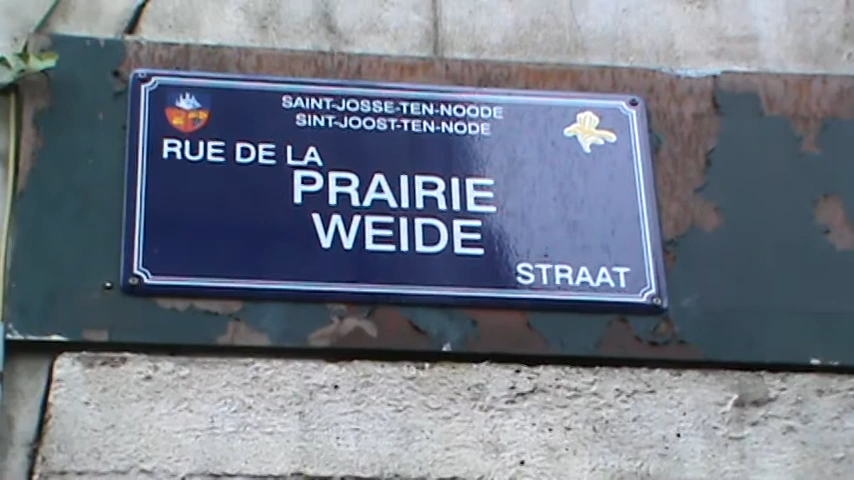 SAINT-JOSSE-TEN-NOODE
SINT-JOOST-TEN-NODE
RUE DE LA
PRAIRIE
WEIDE
STRAAT